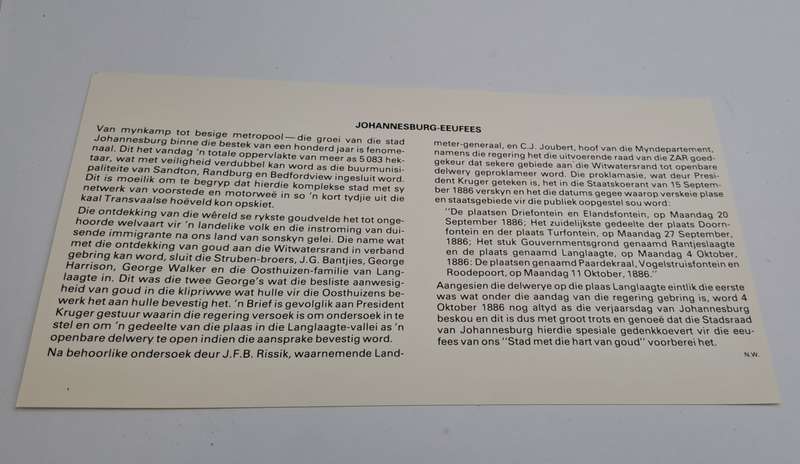 JOHANNESBURG-EEUFEES
Van mynkamp tot besige metropool — die groei van die stad
Johannesburg binne die bestek van een honderd jaar is fenome-
naal. Dit het vandag 'n totale oppervlakte van meer as 5 083 hek-
taar, wat met veiligheid verdubbel kan word as die buurmunisi-
paliteite van Sandton, Randburg en Bedfordview ingesluit word.
Dit is moeilik om te begryp dat hierdie komplekse stad met sy
netwerk van voorstede en motorweë in so 'n kort tydjie uit die
kaal Transvaalse hoëveld kon opskiet.
Die ontdekking van die wêreld se rykste goudvelde het tot onge-
hoorde welvaart vir 'n landelike volk en die instroming van dui-
sende immigrante na ons land van sonskyn gelei. Die name wat
met die ontdekking van goud aan die Witwatersrand in verband
gebring kan word, sluit die Struben-broers, J.G. Bantjies, George
Harrison, George Walker en die Oosthuizen-familie van Lang-
laagte in. Dit was die twee George's wat die besliste aanwesig-
heid van goud in die klipriwwe wat hulle vir die Oosthuizens be-
werk het aan hulle bevestig het. 'n Brief is gevolglik aan President
Kruger gestuur waarin die regering versoek is om ondersoek in te
stel en om 'n gedeelte van die plaas in die Langlaagte-vallei as 'n
openbare delwery te open indien die aansprake bevestig word.
Na behoorlike ondersoek deur J.F.B. Rissik, waarnemende Land-
meter-generaal, en C.J. Joubert, hoof van die Myndepartement,
namens die regering het die uitvoerende raad van die ZAR goed-
gekeur dat sekere gebiede aan die Witwatersrand tot openbare
delwery geproklameer word. Die proklamasie, wat deur Presi-
dent Kruger geteken is, het in die Staatskoerant van 15 Septem-
ber 1886 verskyn en het die datums gegee waarop verskeie plase
en staatsgebiede vir die publiek oopgestel sou word:
"De plaatsen Driefontein en Elandsfontein, op Maandag 20
September 1886; Het zuidelijkste gedeelte der plaats Doorn-
fontein en der plaats Turfontein, op Maandag 27 September,
1886; Het stuk Gouvernmentsgrond genaamd Rantjeslaagte
en de plaats genaamd Langlaagte, op Maandag 4 Oktober,
1886: De plaatsen genaamd Paardekraal, Vogelstruisfontein en
Roodepoort, op Maandag 11 Oktober, 1886."
Aangesien die delwerye op die plaas Langlaagte eintlik die eerste
was wat onder die aandag van die regering gebring is, word 4
Oktober 1886 nog altyd as die verjaarsdag van Johannesburg
beskou en dit is dus met groot trots en genoeë dat die Stadsraad
van Johannesburg hierdie spesiale gedenkkoevert vir die eeu-
fees van ons "Stad met die hart van goud" voorberei het.
N.W.